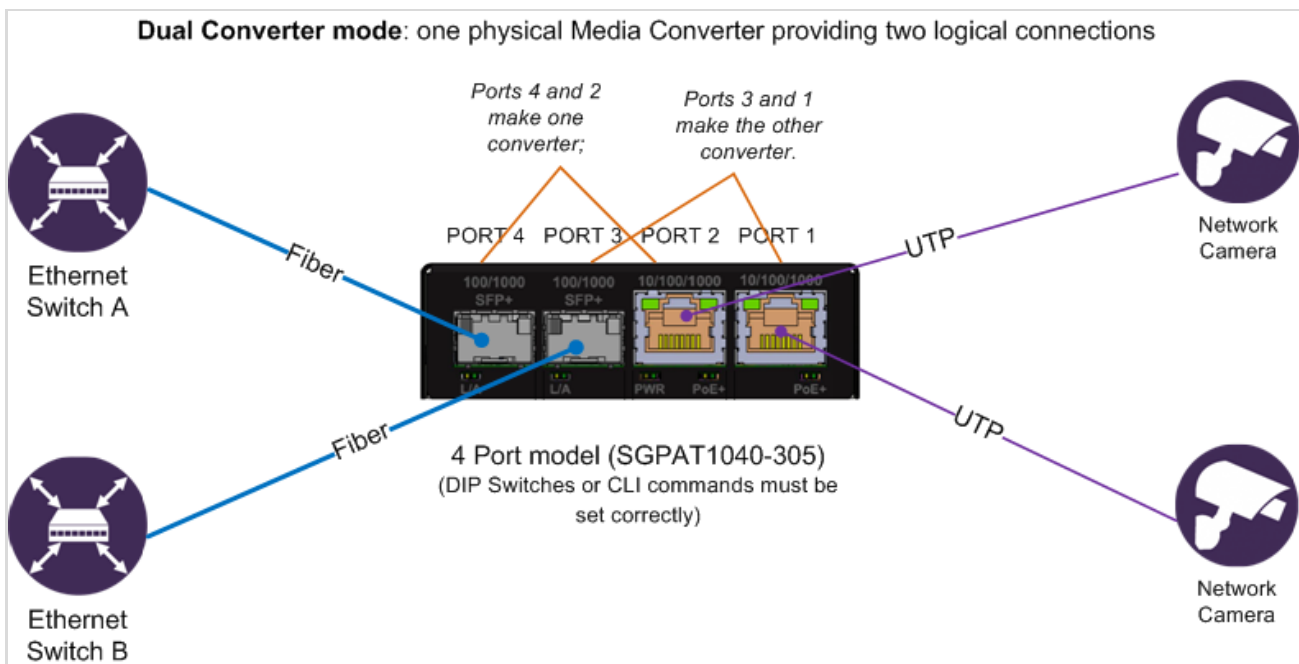 Dual Converter mode: one physical Media Converter providing two logical connections
Ports 4 and 2
make one
converter;
Ports 3 and 1
make the other
converter.
Ethernet
Switch A
Fiber
PORT 4
PORT 3
PORT 2
PORT 1
UTP
Network
Camera
100/1000
SFP+
100/1000
SFP+
10/100/1000
10/100/1000
L/A
L/A
PWR
PoE+
PoE+
Fiber
UTP
4 Port model (SGPAT1040-305)
(DIP Switches or CLI commands must be
set correctly)
Ethernet
Switch B
Network
Camera